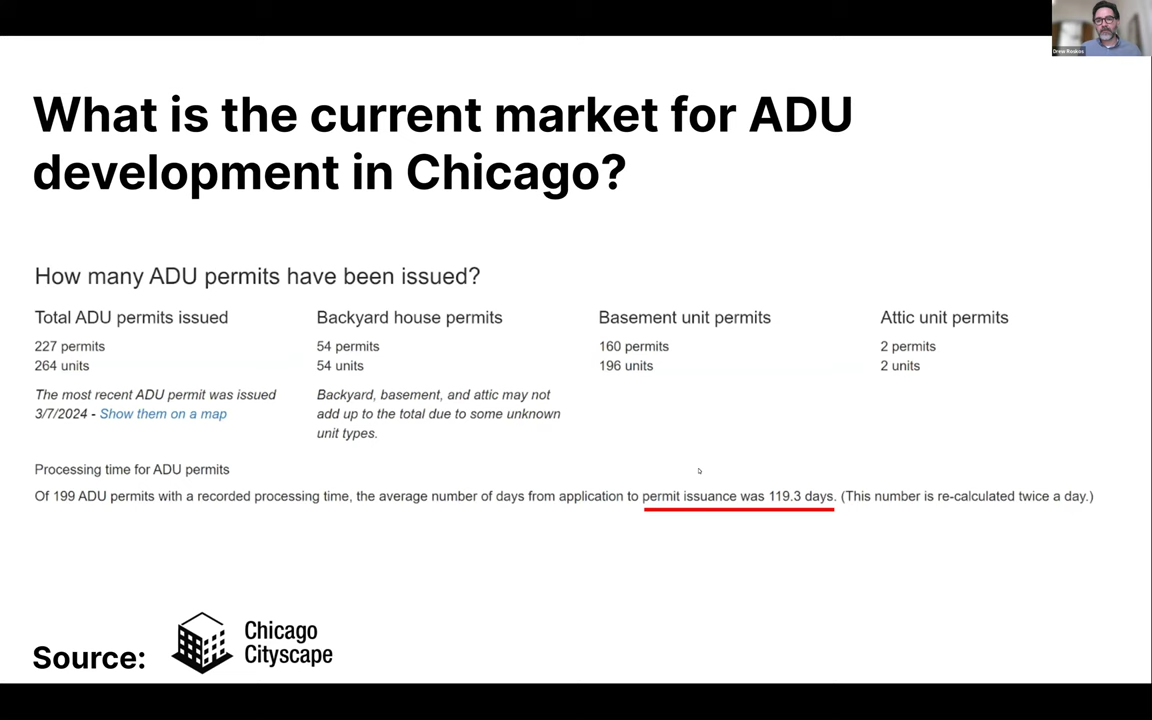 Drew Roskos
What is the current market for ADU
development in Chicago?
How many ADU permits have been issued?
Total ADU permits issued
227 permits
264 units
The most recent ADU permit was issued
3/7/2024 - Show them on a map
Backyard house permits
54 permits
54 units
Backyard, basement, and attic may not
add up to the total due to some unknown
unit types.
Basement unit permits
160 permits
196 units
Attic unit permits
2 permits
2 units
Processing time for ADU permits
Of 199 ADU permits with a recorded processing time, the average number of days from application to permit issuance was 119.3 days. (This number is re-calculated twice a day.)
Source:
Chicago
Cityscape